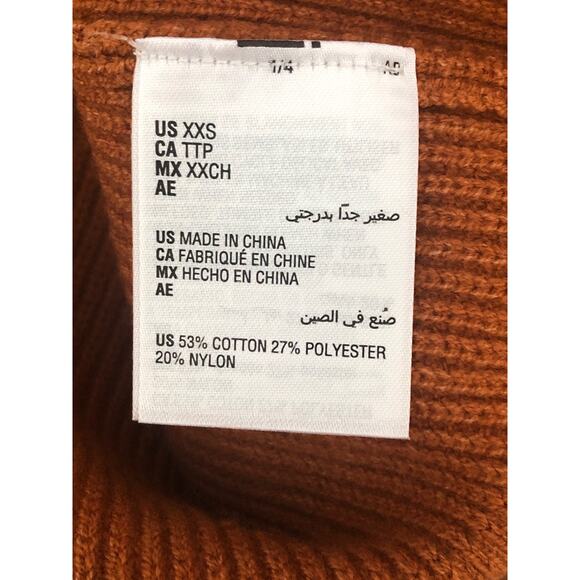 1/4
US XXS
CA TTP
MX XXCH
AE
صغير جدًا بدرجتي
US MADE IN CHINA
CA FABRIQUÉ EN CHINE
MX HECHO EN CHINA
AE
صُنع في الصين
US 53% COTTON 27% POLYESTER
20% NYLON